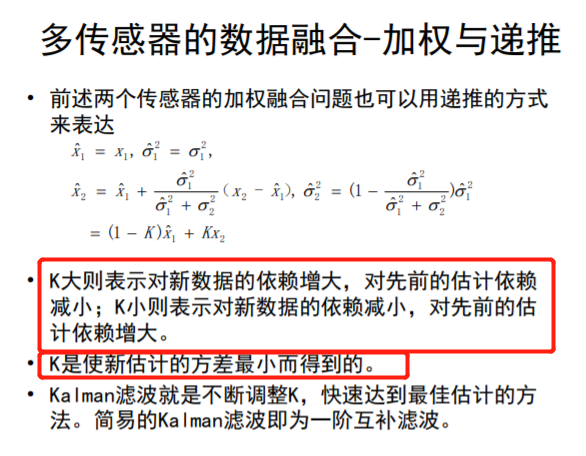 多传感器的数据融合-加权与递推
• 前述两个传感器的加权融合问题也可以用递推的方式
来表达
x̂₁ = x₁, σ̂₁² = σ₁²,
x̂₂ = x̂₁ + σ̂₁² / (σ̂₁² + σ₂²) (x₂ - x̂₁), σ̂₂² = (1 - σ̂₁² / (σ̂₁² + σ₂²))σ̂₁²
= (1 - K)x̂₁ + Kx₂
• K大则表示对新数据的依赖增大，对先前的估计依赖
减小；K小则表示对新数据的依赖减小，对先前的估
计依赖增大。
• K是使新估计的方差最小而得到的。
• Kalman滤波就是不断调整K，快速达到最佳估计的方
法。简易的Kalman滤波即为一阶互补滤波。